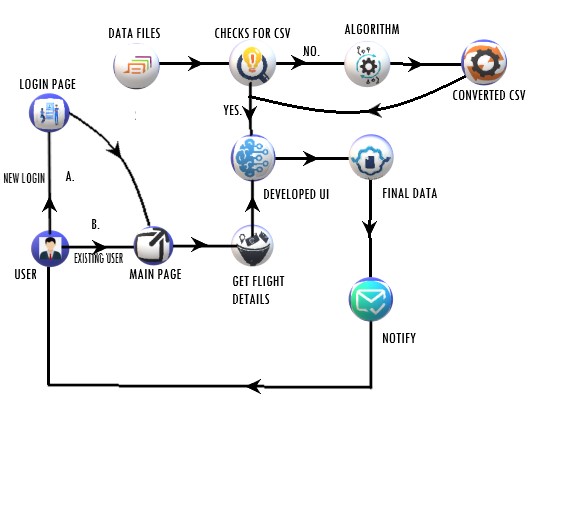 DATA FILES
CHECKS FOR CSV
ALGORITHM
NO.
CONVERTED CSV
LOGIN PAGE
YES.
NEW LOGIN
A.
DEVELOPED UI
FINAL DATA
B.
EXISTING USER
USER
MAIN PAGE
GET FLIGHT
DETAILS
NOTIFY